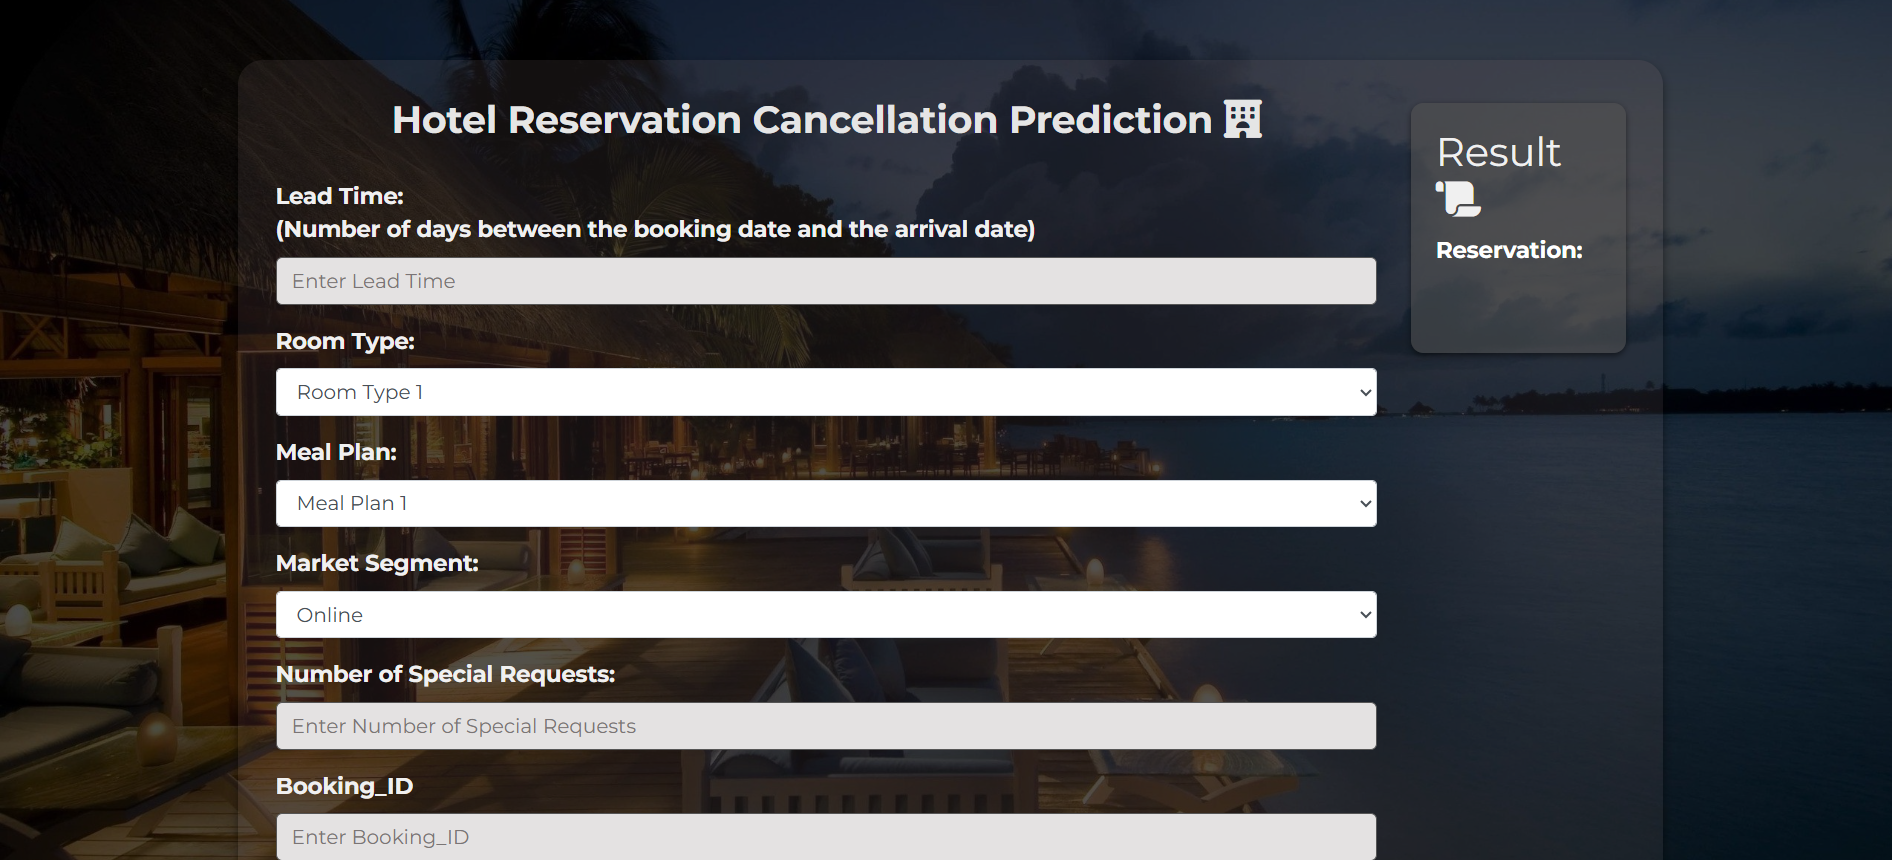 Hotel Reservation Cancellation Prediction
Lead Time:
(Number of days between the booking date and the arrival date)
Enter Lead Time
Room Type:
Room Type 1
Meal Plan:
Meal Plan 1
Market Segment:
Online
Number of Special Requests:
Enter Number of Special Requests
Booking_ID
Enter Booking_ID
Result
Reservation: